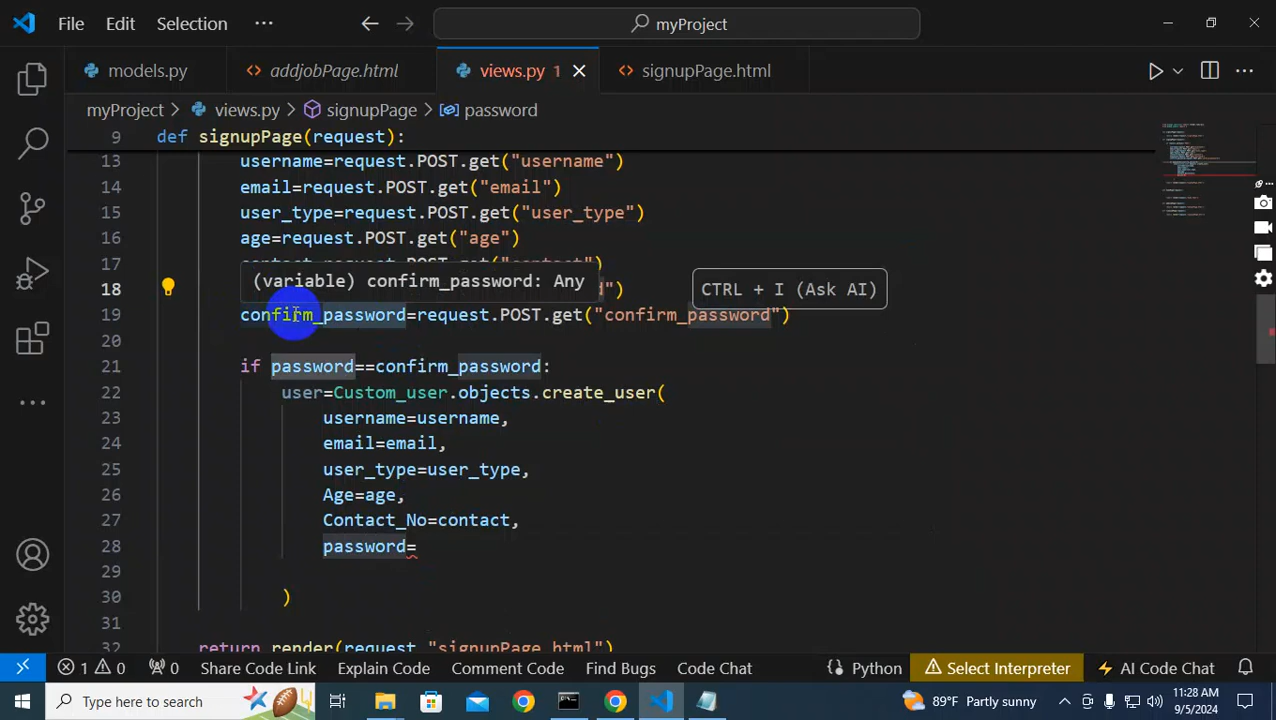 File Edit Selection ··· myProject
models.py addjobPage.html views.py 1 signupPage.html
myProject > views.py > signupPage > password
9 def signupPage(request):
13 username=request.POST.get("username")
14 email=request.POST.get("email")
15 user_type=request.POST.get("user_type")
16 age=request.POST.get("age")
17 contact=request.POST.get("contact")
(variable) confirm_password: Any
CTRL + I (Ask AI)
18 d")
19 confirm_password=request.POST.get("confirm_password")
20
21 if password==confirm_password:
22 user=Custom_user.objects.create_user(
23 username=username,
24 email=email,
25 user_type=user_type,
26 Age=age,
27 Contact_No=contact,
28 password=
29
30 )
31
32 return render(request,"signupPage.html")
1 0 0 Share Code Link Explain Code Comment Code Find Bugs Code Chat Python Select Interpreter AI Code Chat
Type here to search 89°F Partly sunny 11:28 AM
9/5/2024